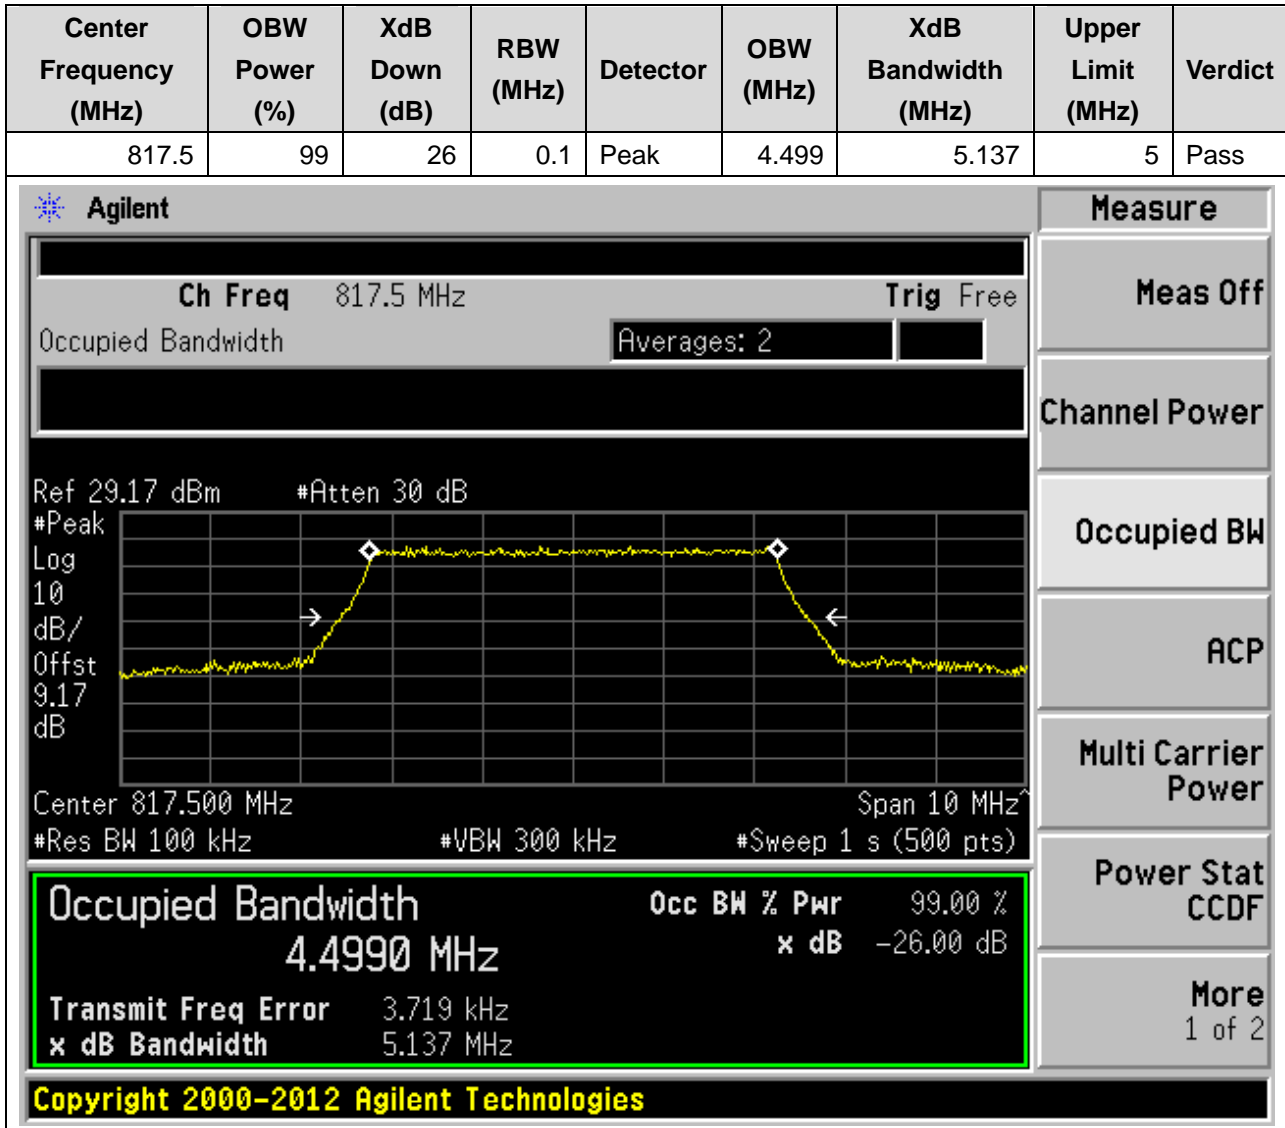 Center Frequency (MHz) OBW Power (%) XdB Down (dB) RBW (MHz) Detector OBW (MHz) XdB Bandwidth (MHz) Upper Limit (MHz) Verdict
817.5 99 26 0.1 Peak 4.499 5.137 5 Pass
Agilent
Measure
Ch Freq 817.5 MHz Trig Free
Meas Off
Occupied Bandwidth Averages: 2
Channel Power
Ref 29.17 dBm #Atten 30 dB
#Peak
Log
10
dB/
Offst
9.17
dB
Occupied BW
ACP
Multi Carrier
Power
Center 817.500 MHz Span 10 MHz^
#Res BW 100 kHz #VBW 300 kHz #Sweep 1 s (500 pts)
Power Stat
CCDF
Occupied Bandwidth Occ BW % Pwr 99.00 %
4.4990 MHz x dB -26.00 dB
Transmit Freq Error 3.719 kHz
x dB Bandwidth 5.137 MHz
More
1 of 2
Copyright 2000-2012 Agilent Technologies